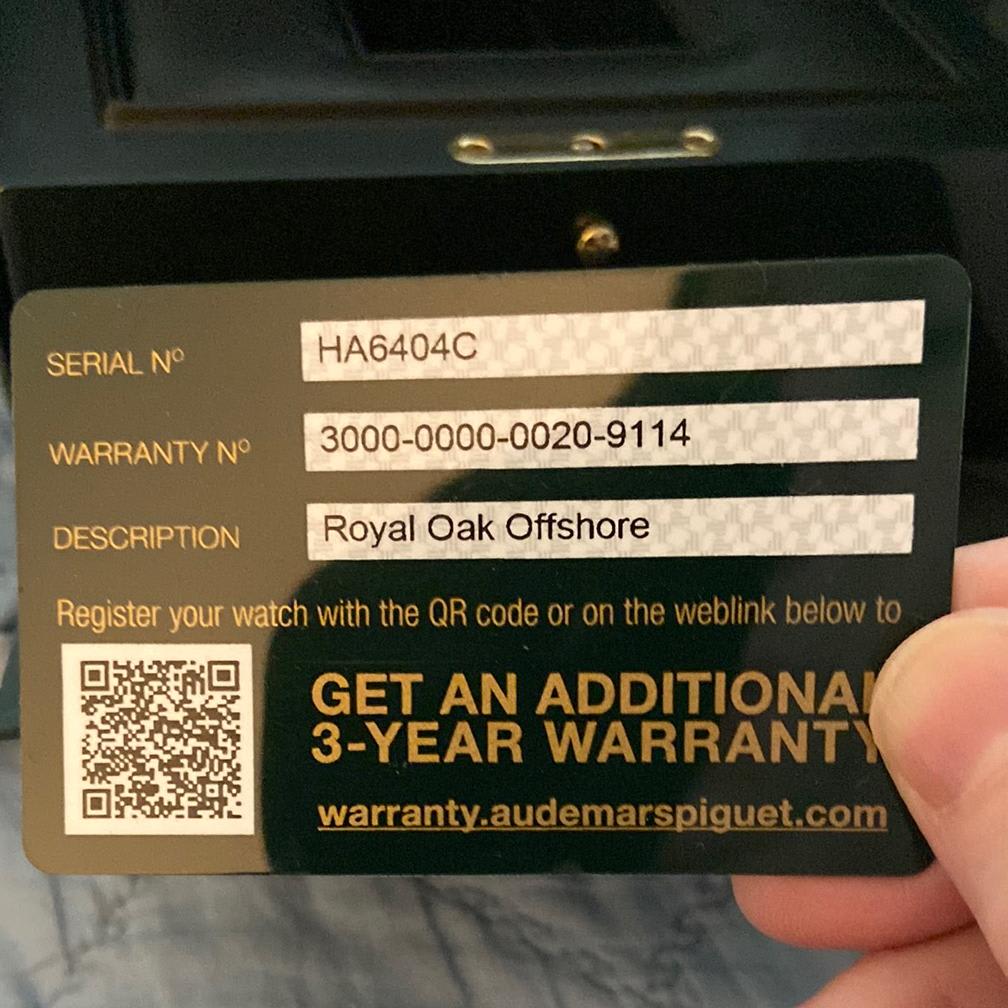 SERIAL Nº HA6404C
WARRANTY Nº 3000-0000-0020-9114
DESCRIPTION Royal Oak Offshore
Register your watch with the QR code or on the weblink below to
GET AN ADDITIONAL
3-YEAR WARRANTY
warranty.audemarspiguet.com